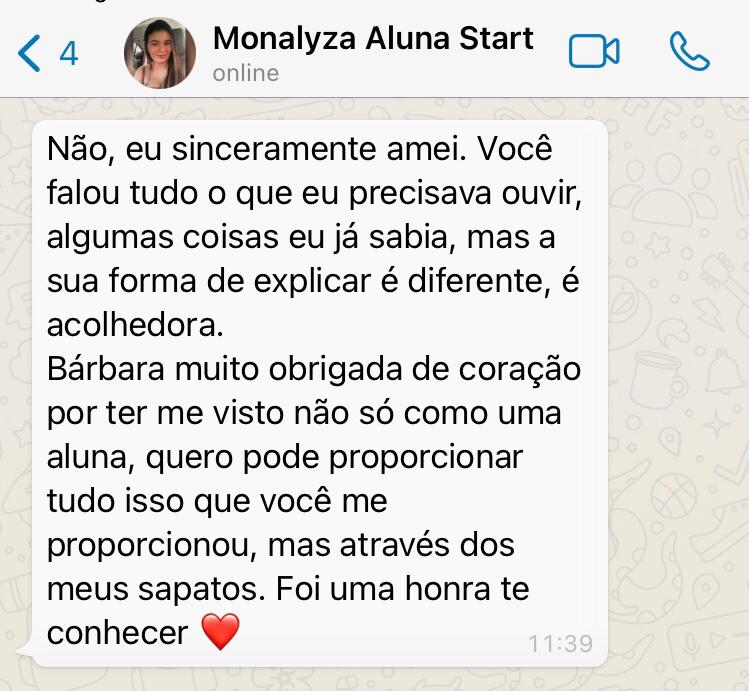 Monalyza Aluna Start
4
online
Não, eu sinceramente amei. Você
falou tudo o que eu precisava ouvir,
algumas coisas eu já sabia, mas a
sua forma de explicar é diferente, é
acolhedora.
Bárbara muito obrigada de coração
por ter me visto não só como uma
aluna, quero pode proporcionar
tudo isso que você me
proporcionou, mas através dos
meus sapatos. Foi uma honra te
conhecer ❤️
11:39